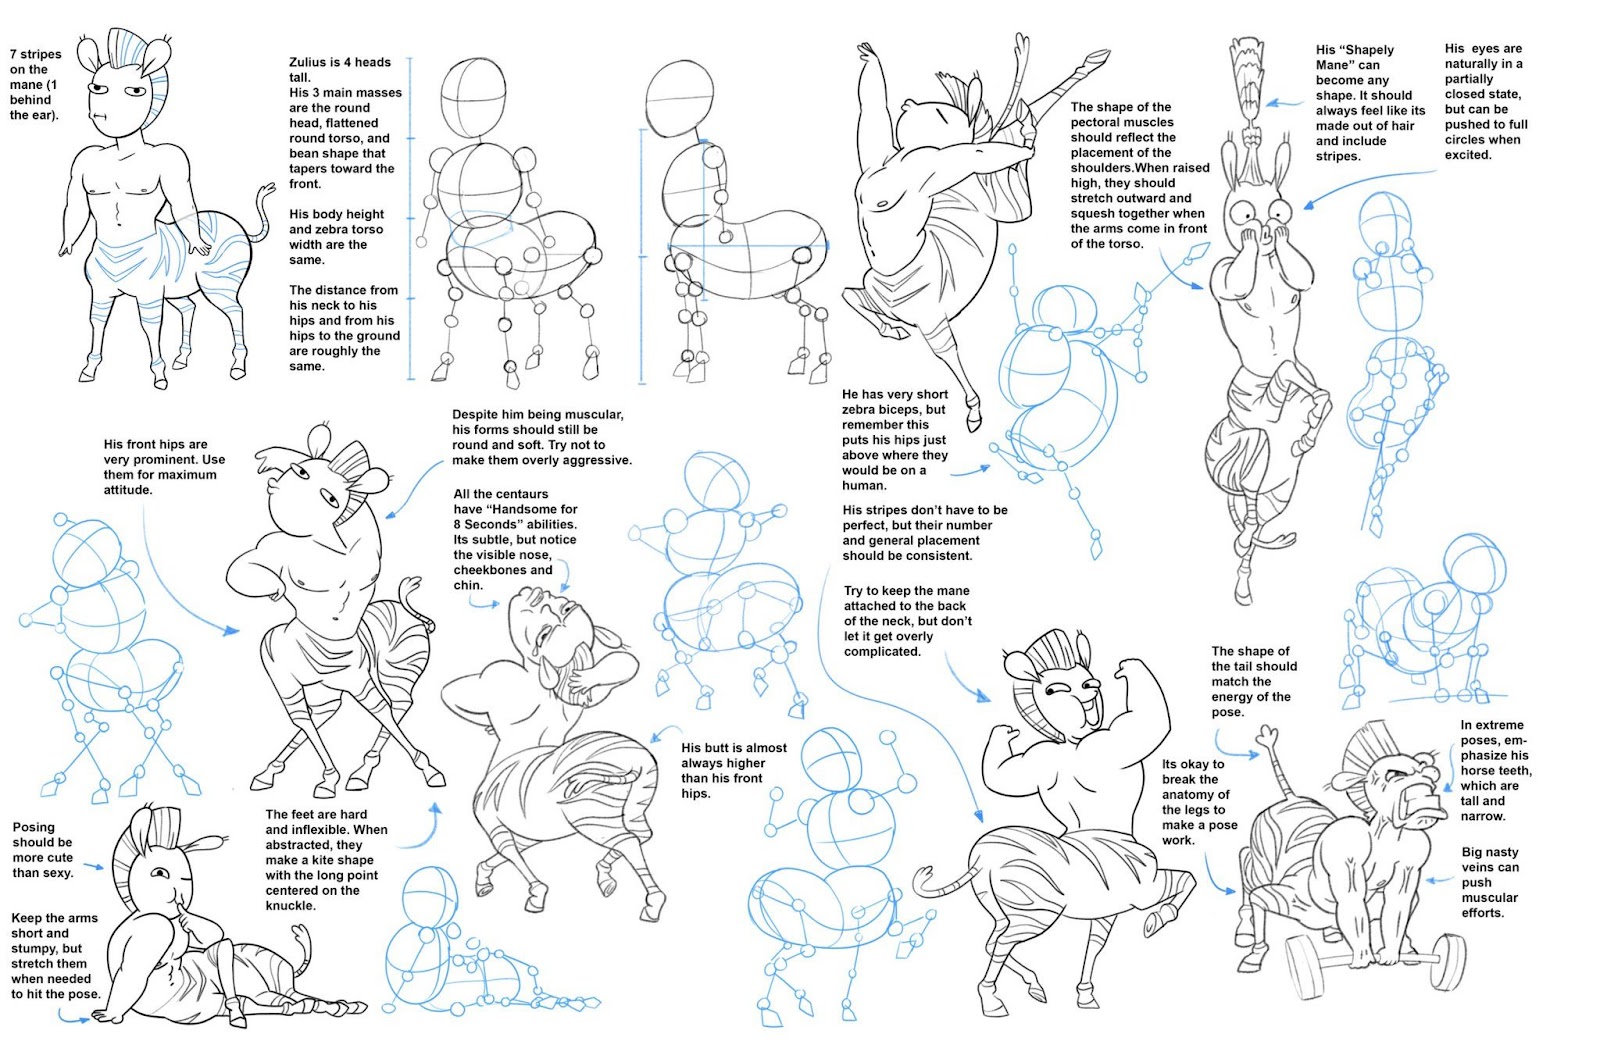 7 stripes
on the
mane (1
behind
the ear).
Zulius is 4 heads
tall.
His 3 main masses
are the round
head, flattened
round torso, and
bean shape that
tapers toward the
front.
His body height
and zebra torso
width are the
same.
The distance from
his neck to his
hips and from his
hips to the ground
are roughly the
same.
The shape of the
pectoral muscles
should reflect the
placement of the
shoulders.When raised
high, they should
stretch outward and
squesh together when
the arms come in front
of the torso.
His “Shapely
Mane” can
become any
shape. It should
always feel like its
made out of hair
and include
stripes.
His eyes are
naturally in a
partially
closed state,
but can be
pushed to full
circles when
excited.
He has very short
zebra biceps, but
remember this
puts his hips just
above where they
would be on a
human.
His front hips are
very prominent. Use
them for maximum
attitude.
Despite him being muscular,
his forms should still be
round and soft. Try not to
make them overly aggressive.
All the centaurs
have “Handsome for
8 Seconds” abilities.
Its subtle, but notice
the visible nose,
cheekbones and
chin.
His stripes don’t have to be
perfect, but their number
and general placement
should be consistent.
Try to keep the mane
attached to the back
of the neck, but don’t
let it get overly
complicated.
The shape of
the tail should
match the
energy of the
pose.
In extreme
poses, em-
phasize his
horse teeth,
which are
tall and
narrow.
His butt is almost
always higher
than his front
hips.
Its okay to
break the
anatomy of
the legs to
make a pose
work.
Big nasty
veins can
push
muscular
efforts.
Posing
should be
more cute
than sexy.
The feet are hard
and inflexible. When
abstracted, they
make a kite shape
with the long point
centered on the
knuckle.
Keep the arms
short and
stumpy, but
stretch them
when needed
to hit the pose.